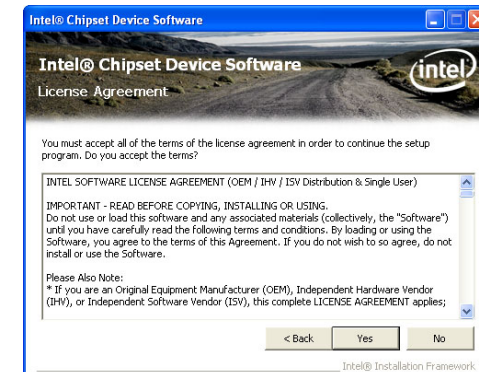 Intel® Chipset Device Software
Intel® Chipset Device Software
intel
License Agreement
You must accept all of the terms of the license agreement in order to continue the setup
program. Do you accept the terms?
INTEL SOFTWARE LICENSE AGREEMENT (OEM / IHV / ISV Distribution & Single User)
IMPORTANT - READ BEFORE COPYING, INSTALLING OR USING.
Do not use or load this software and any associated materials (collectively, the "Software")
until you have carefully read the following terms and conditions. By loading or using the
Software, you agree to the terms of this Agreement. If you do not wish to so agree, do not
install or use the Software.
Please Also Note:
* If you are an Original Equipment Manufacturer (OEM), Independent Hardware Vendor
(IHV), or Independent Software Vendor (ISV), this complete LICENSE AGREEMENT applies;
< Back Yes No
Intel® Installation Framework